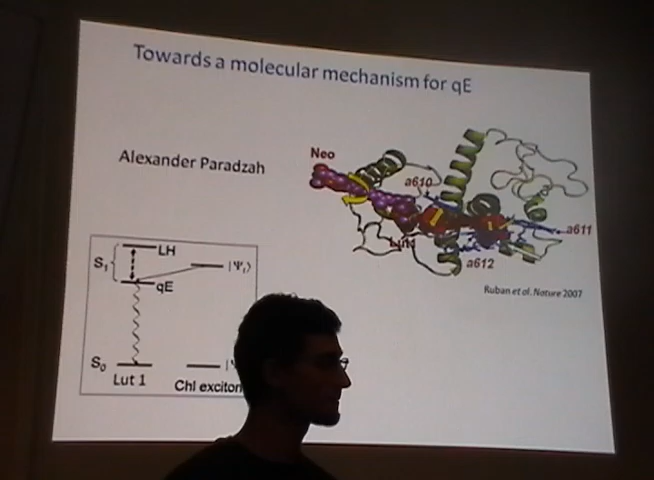 Towards a molecular mechanism for qE
Alexander Paradzah
Neo
a610
a611
Lut1
a612
Ruban et al. Nature 2007
LH
S1
|Ψi⟩
qE
S0
Lut 1
Chl exciton